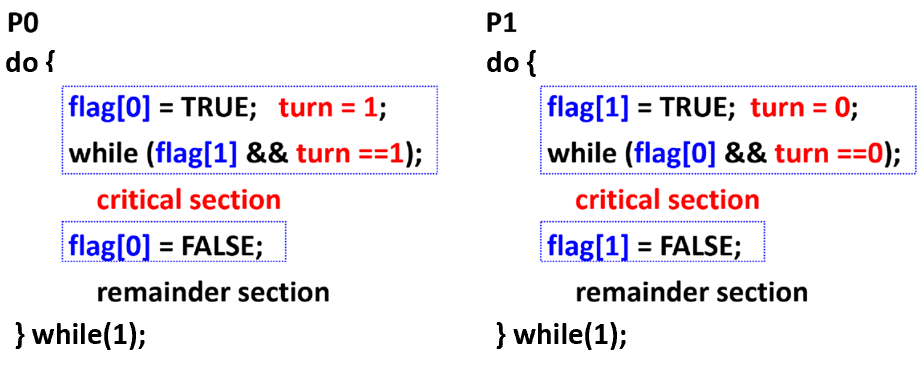 P0
do {
flag[0] = TRUE; turn = 1;
while (flag[1] && turn ==1);
critical section
flag[0] = FALSE;
remainder section
} while(1);
P1
do {
flag[1] = TRUE; turn = 0;
while (flag[0] && turn ==0);
critical section
flag[1] = FALSE;
remainder section
} while(1);